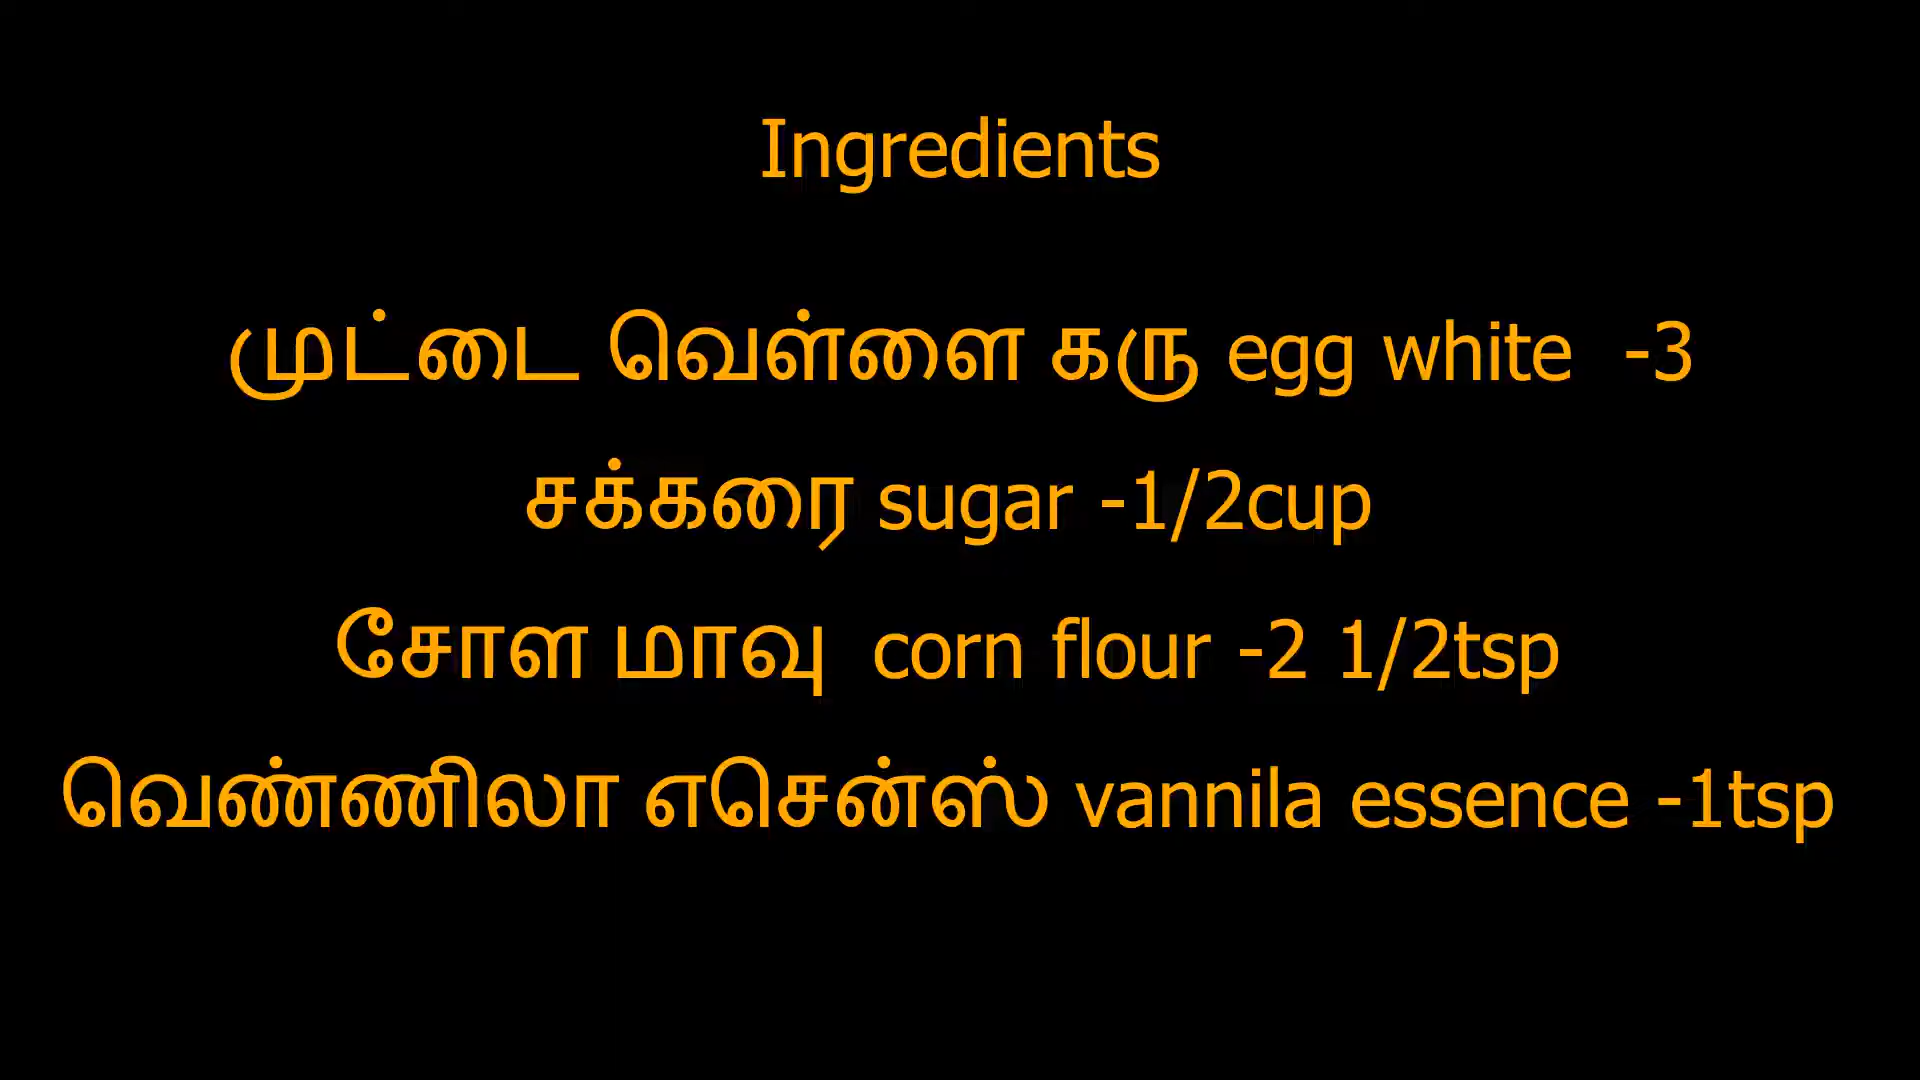 Ingredients
முட்டை வெள்ளை கரு egg white -3
சக்கரை sugar -1/2cup
சோள மாவு corn flour -2 1/2tsp
வெண்ணிலா எசென்ஸ் vannila essence -1tsp